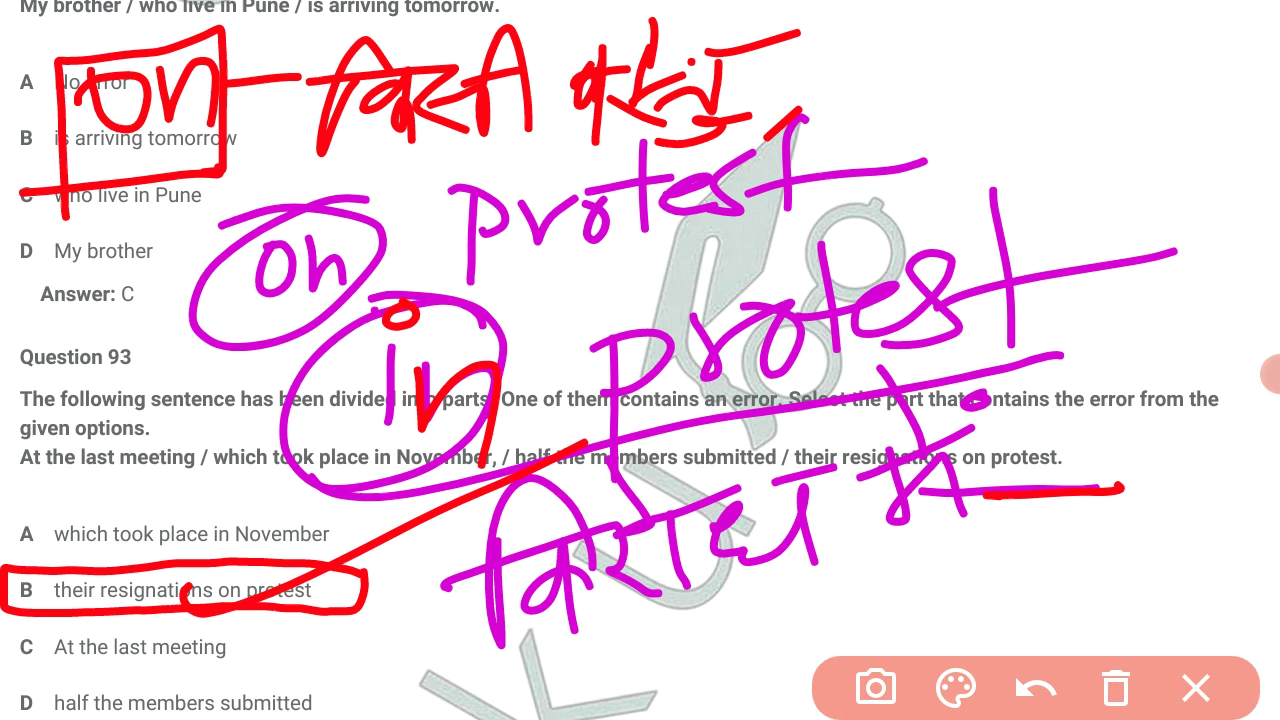 My brother / who live in Pune / is arriving tomorrow.
A No error
on
B is arriving tomorrow
C who live in Pune
on protest
D My brother
Answer: C
in protest
विरोध में
Question 93
The following sentence has been divided into parts. One of them contains an error. Select the part that contains the error from the
given options.
At the last meeting / which took place in November, / half the members submitted / their resignations on protest.
A which took place in November
B their resignations on protest
C At the last meeting
D half the members submitted